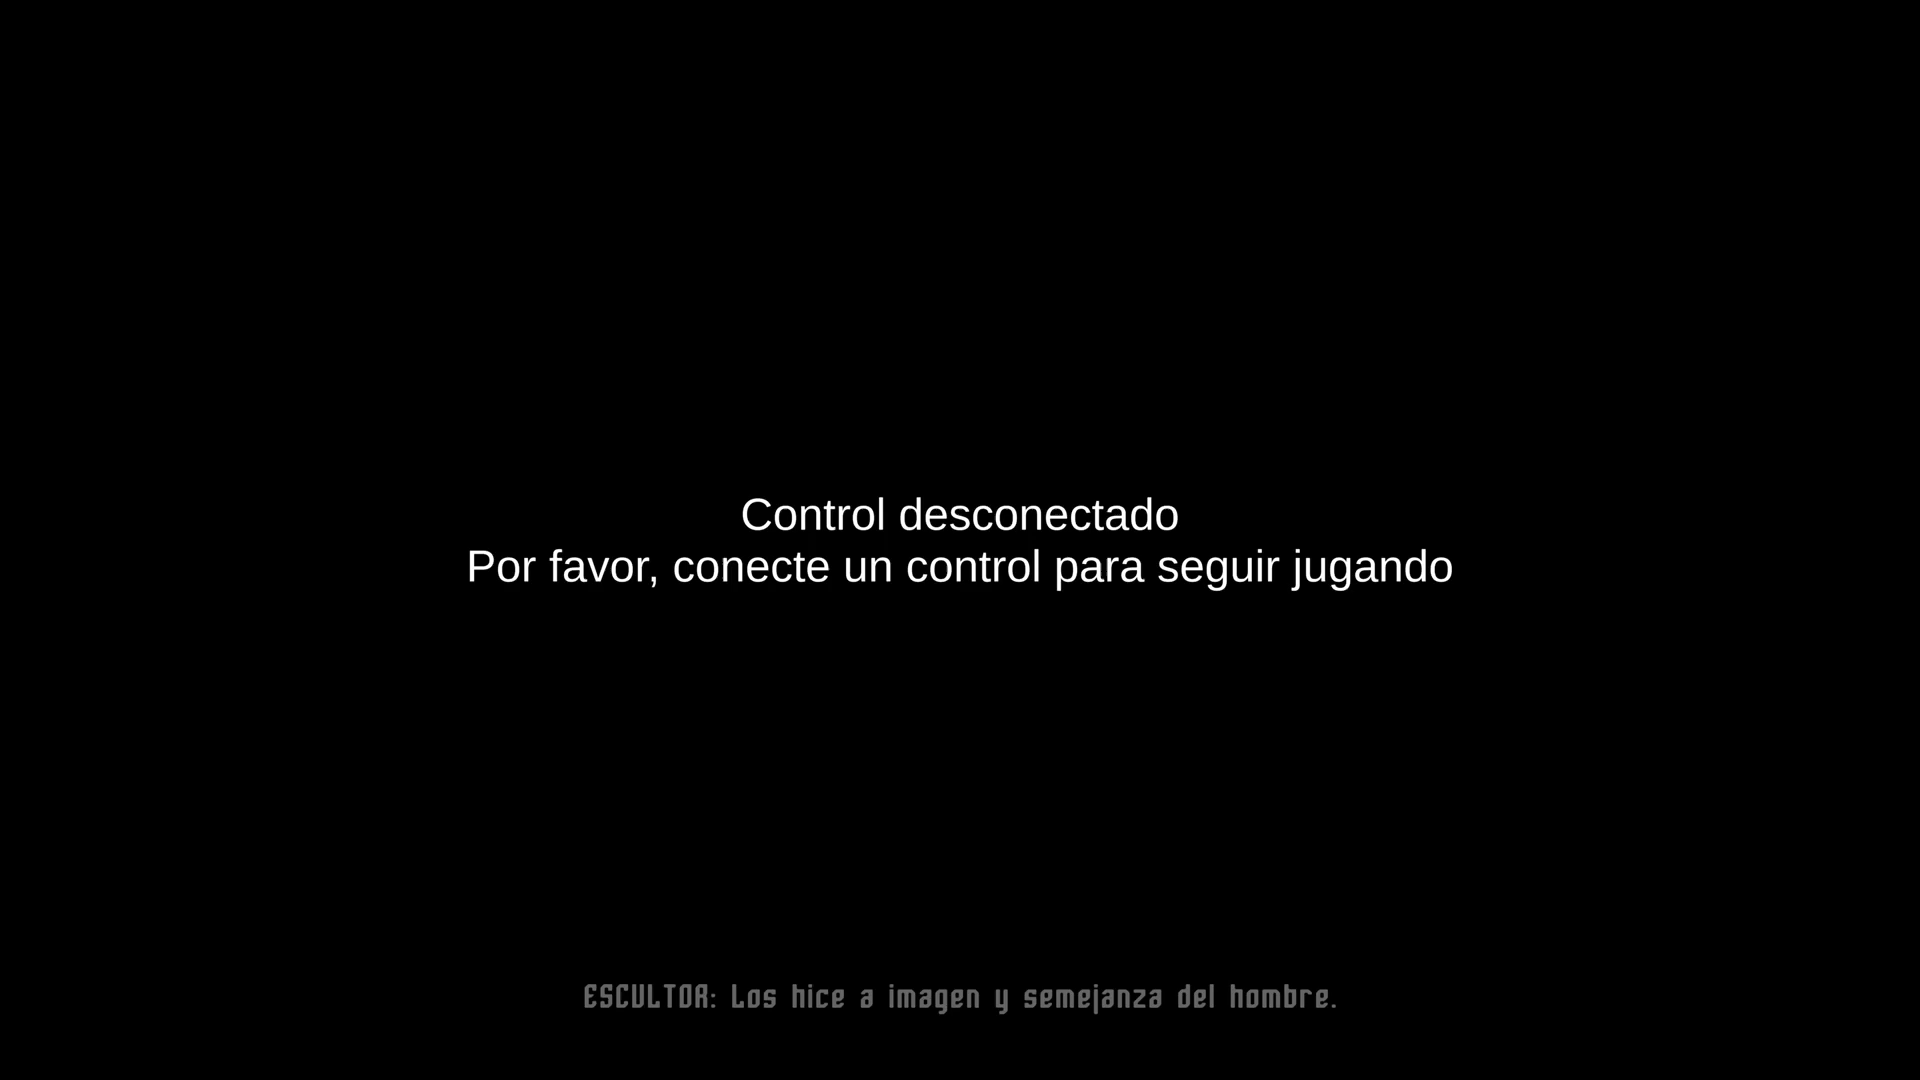 Control desconectado
Por favor, conecte un control para seguir jugando
ESCULTOR: Los hice a imagen y semejanza del hombre.